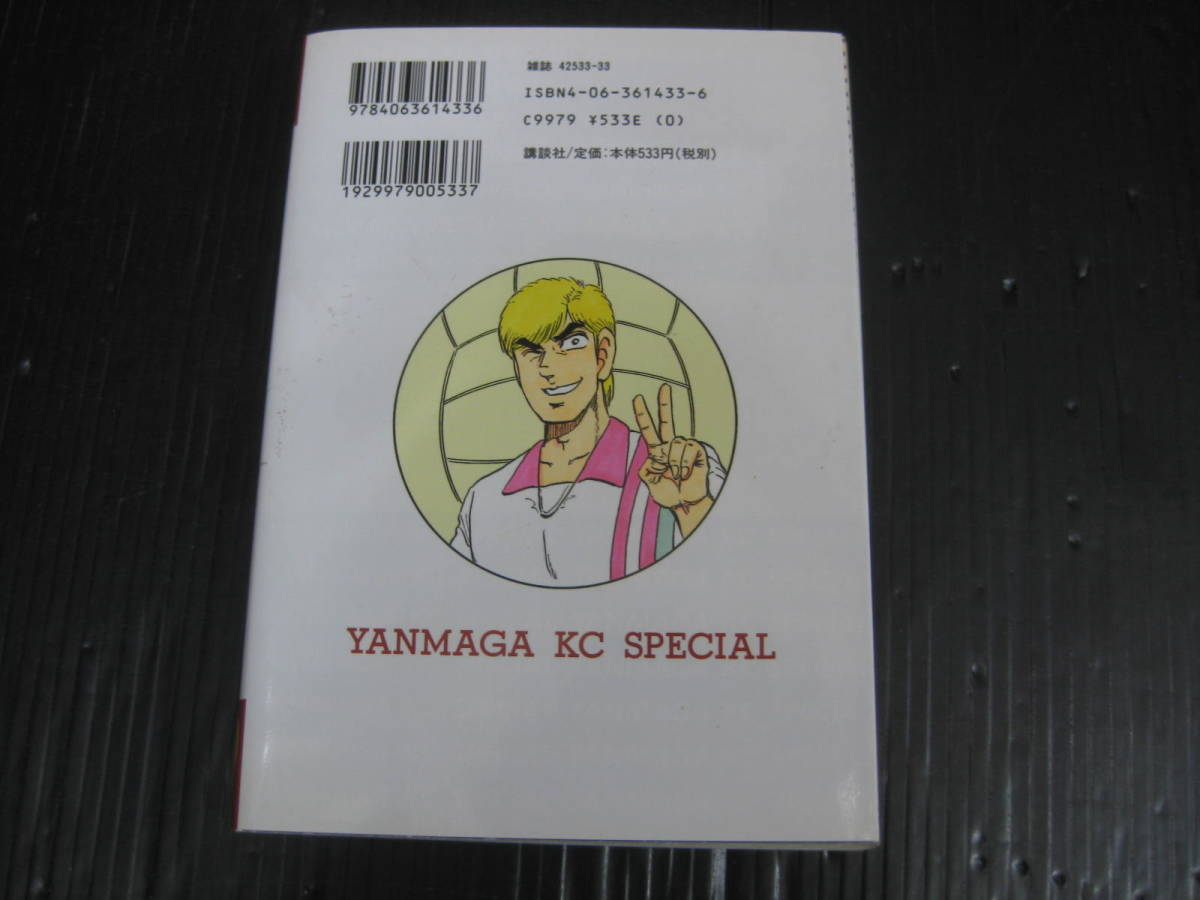 9784063614336
雑誌 42533-33
ISBN4-06-361433-6
C9979 ¥533E (0)
1929979005337
講談社/定価:本体533円(税別)
YANMAGA KC SPECIAL